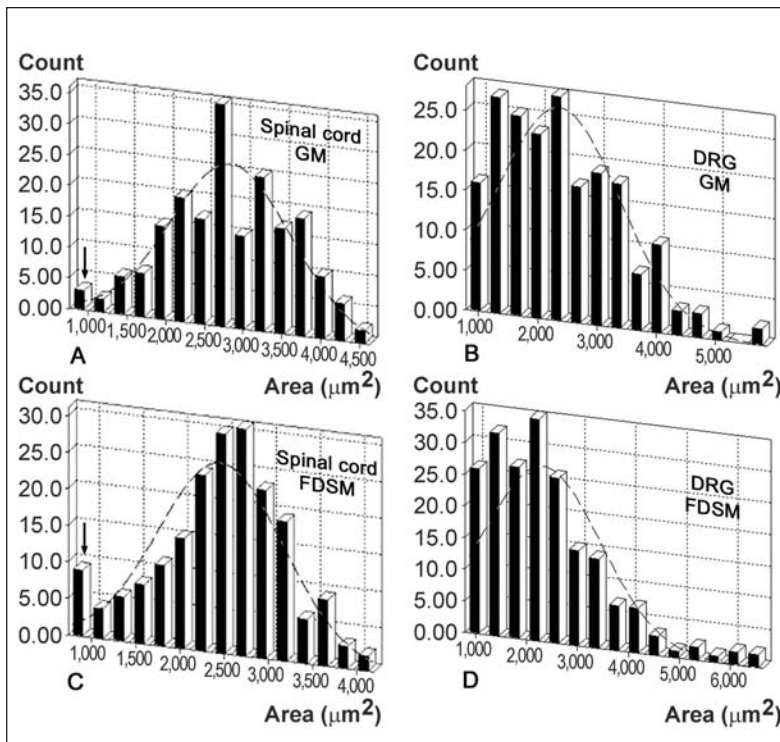 Count
35.0
30.0
25.0
20.0
15.0
10.0
5.00
0.00
Spinal cord
GM
1,000
1,500
2,000
2,500
3,000
3,500
4,000
4,500
A
Area (μm²)
Count
25.0
20.0
15.0
10.0
5.00
0.00
DRG
GM
1,000
2,000
3,000
4,000
5,000
B
Area (μm²)
Count
30.0
25.0
20.0
15.0
10.0
5.00
0.00
Spinal cord
FDSM
1,000
1,500
2,000
2,500
3,000
3,500
4,000
C
Area (μm²)
35.0
30.0
25.0
20.0
15.0
10.0
5.00
0.00
DRG
FDSM
1,000
2,000
3,000
4,000
5,000
6,000
D
Area (μm²)